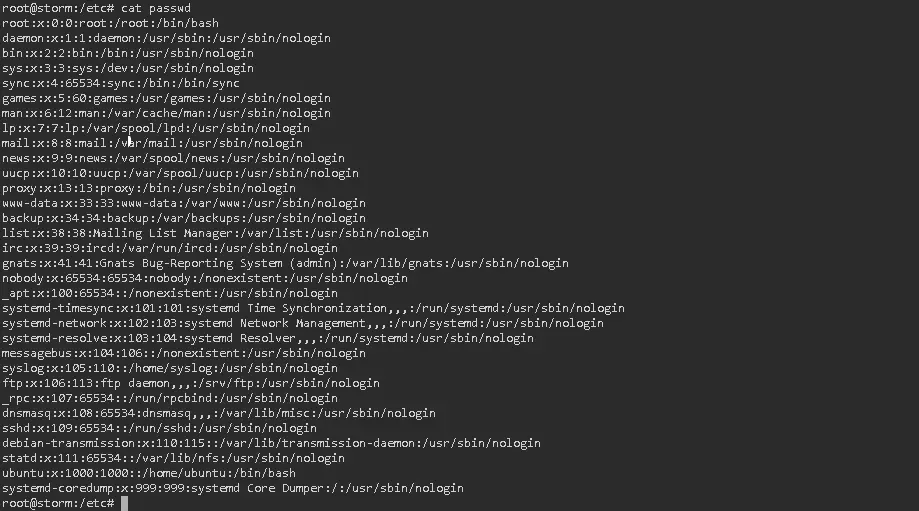 root@storm:/etc# cat passwd
root:x:0:0:root:/root:/bin/bash
daemon:x:1:1:daemon:/usr/sbin:/usr/sbin/nologin
bin:x:2:2:bin:/bin:/usr/sbin/nologin
sys:x:3:3:sys:/dev:/usr/sbin/nologin
sync:x:4:65534:sync:/bin:/bin/sync
games:x:5:60:games:/usr/games:/usr/sbin/nologin
man:x:6:12:man:/var/cache/man:/usr/sbin/nologin
lp:x:7:7:lp:/var/spool/lpd:/usr/sbin/nologin
mail:x:8:8:mail:/var/mail:/usr/sbin/nologin
news:x:9:9:news:/var/spool/news:/usr/sbin/nologin
uucp:x:10:10:uucp:/var/spool/uucp:/usr/sbin/nologin
proxy:x:13:13:proxy:/bin:/usr/sbin/nologin
www-data:x:33:33:www-data:/var/www:/usr/sbin/nologin
backup:x:34:34:backup:/var/backups:/usr/sbin/nologin
list:x:38:38:Mailing List Manager:/var/list:/usr/sbin/nologin
irc:x:39:39:ircd:/var/run/ircd:/usr/sbin/nologin
gnats:x:41:41:Gnats Bug-Reporting System (admin):/var/lib/gnats:/usr/sbin/nologin
nobody:x:65534:65534:nobody:/nonexistent:/usr/sbin/nologin
_apt:x:100:65534::/nonexistent:/usr/sbin/nologin
systemd-timesync:x:101:101:systemd Time Synchronization,,,:/run/systemd:/usr/sbin/nologin
systemd-network:x:102:103:systemd Network Management,,,:/run/systemd:/usr/sbin/nologin
systemd-resolve:x:103:104:systemd Resolver,,,:/run/systemd:/usr/sbin/nologin
messagebus:x:104:106::/nonexistent:/usr/sbin/nologin
syslog:x:105:110::/home/syslog:/usr/sbin/nologin
ftp:x:106:113:ftp daemon,,,:/srv/ftp:/usr/sbin/nologin
_rpc:x:107:65534::/run/rpcbind:/usr/sbin/nologin
dnsmasq:x:108:65534:dnsmasq,,,:/var/lib/misc:/usr/sbin/nologin
sshd:x:109:65534::/run/sshd:/usr/sbin/nologin
debian-transmission:x:110:115::/var/lib/transmission-daemon:/usr/sbin/nologin
statd:x:111:65534::/var/lib/nfs:/usr/sbin/nologin
ubuntu:x:1000:1000::/home/ubuntu:/bin/bash
systemd-coredump:x:999:999:systemd Core Dumper:/:/usr/sbin/nologin
root@storm:/etc#